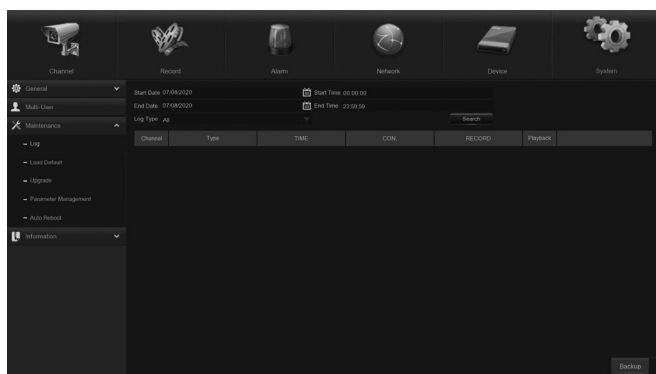 Channel Record Alarm Network Device System
General
Multi-User
Maintenance
Log
Load Default
Upgrade
Parameter Management
Auto Reboot
Information
Start Date 07/08/2020 Start Time 00:00:00
End Date 07/08/2020 End Time 23:59:59
Log Type All Search
Channel Type TIME CON. RECORD Playback
Backup